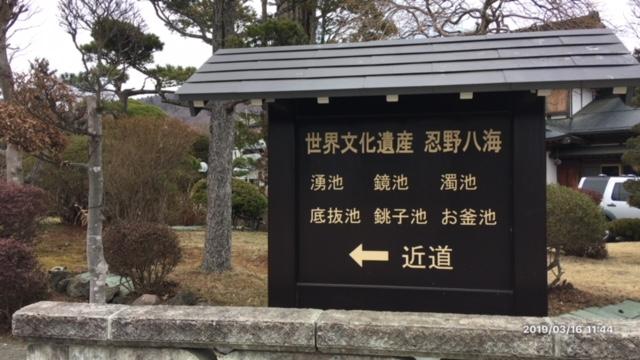 世界文化遺産 忍野八海
湧池 鏡池 濁池
底抜池 銚子池 お釜池
← 近道
2019/03/16 11:44